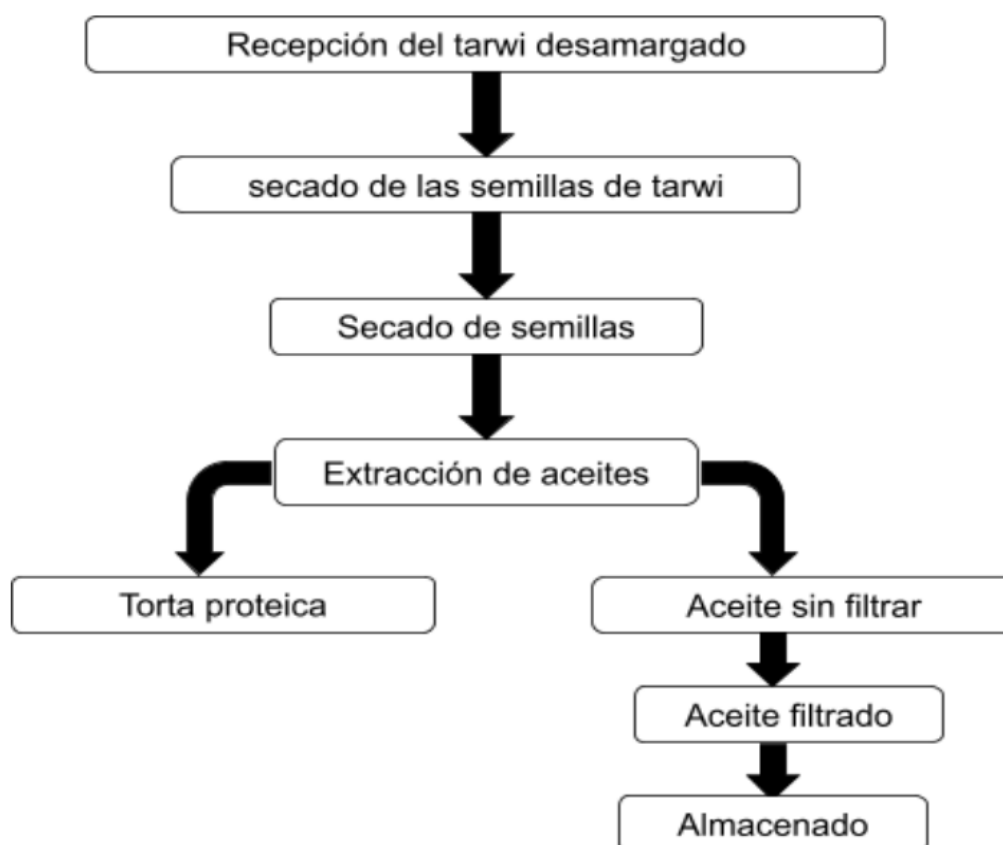 Recepción del tarwi desamargado
secado de las semillas de tarwi
Secado de semillas
Extracción de aceites
Torta proteica
Aceite sin filtrar
Aceite filtrado
Almacenado